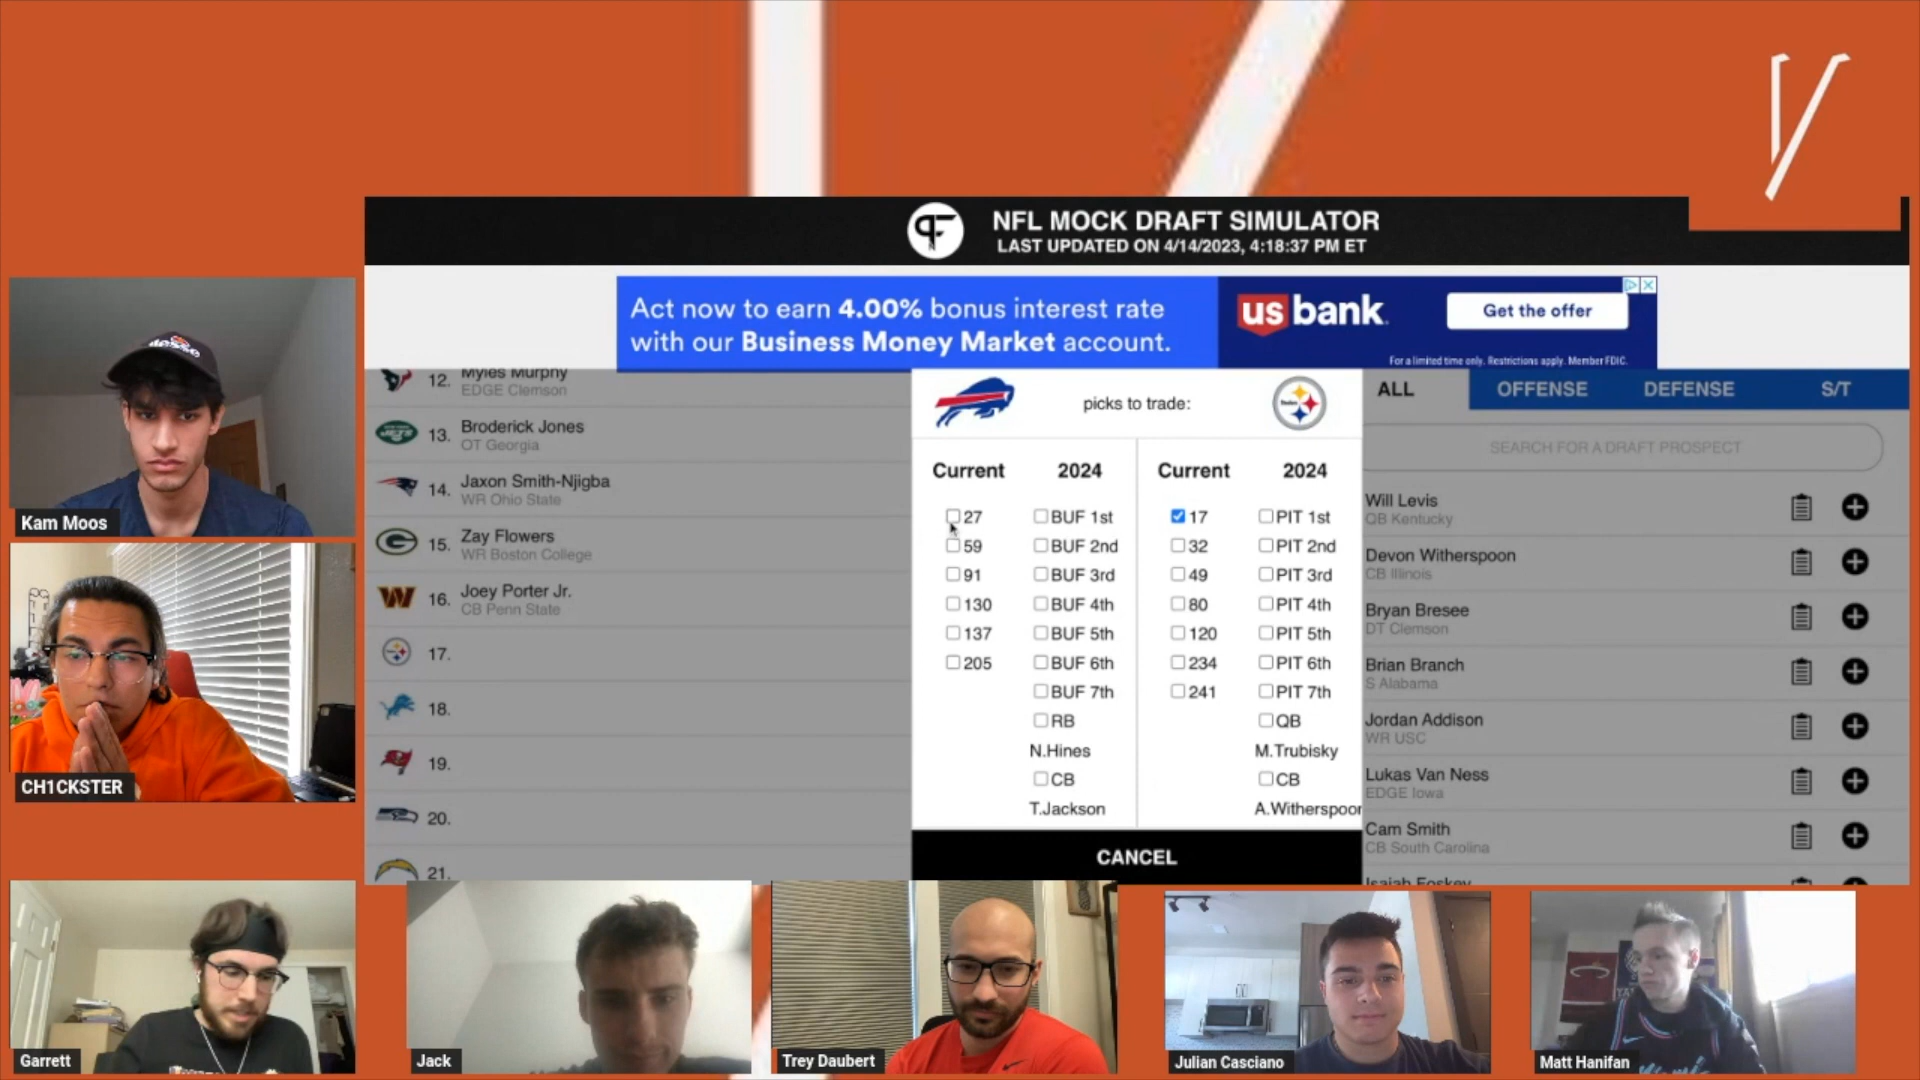 NFL MOCK DRAFT SIMULATOR
LAST UPDATED ON 4/14/2023, 4:18:37 PM ET
Act now to earn 4.00% bonus interest rate
with our Business Money Market account.
us bank.
Get the offer
For a limited time only. Restrictions apply. Member FDIC.
12. Myles Murphy
EDGE Clemson
13. Broderick Jones
OT Georgia
14. Jaxon Smith-Njigba
WR Ohio State
15. Zay Flowers
WR Boston College
16. Joey Porter Jr.
CB Penn State
17.
18.
19.
20.
21.
picks to trade:
Current 2024 Current 2024
27 BUF 1st 17 PIT 1st
59 BUF 2nd 32 PIT 2nd
91 BUF 3rd 49 PIT 3rd
130 BUF 4th 80 PIT 4th
137 BUF 5th 120 PIT 5th
205 BUF 6th 234 PIT 6th
BUF 7th 241 PIT 7th
RB QB
N.Hines M.Trubisky
CB CB
T.Jackson A.Witherspoon
CANCEL
ALL OFFENSE DEFENSE S/T
SEARCH FOR A DRAFT PROSPECT
Will Levis
QB Kentucky
Devon Witherspoon
CB Illinois
Bryan Bresee
DT Clemson
Brian Branch
S Alabama
Jordan Addison
WR USC
Lukas Van Ness
EDGE Iowa
Cam Smith
CB South Carolina
Isaiah Foskey
Kam Moos
CH1CKSTER
Garrett
Jack
Trey Daubert
Julian Casciano
Matt Hanifan